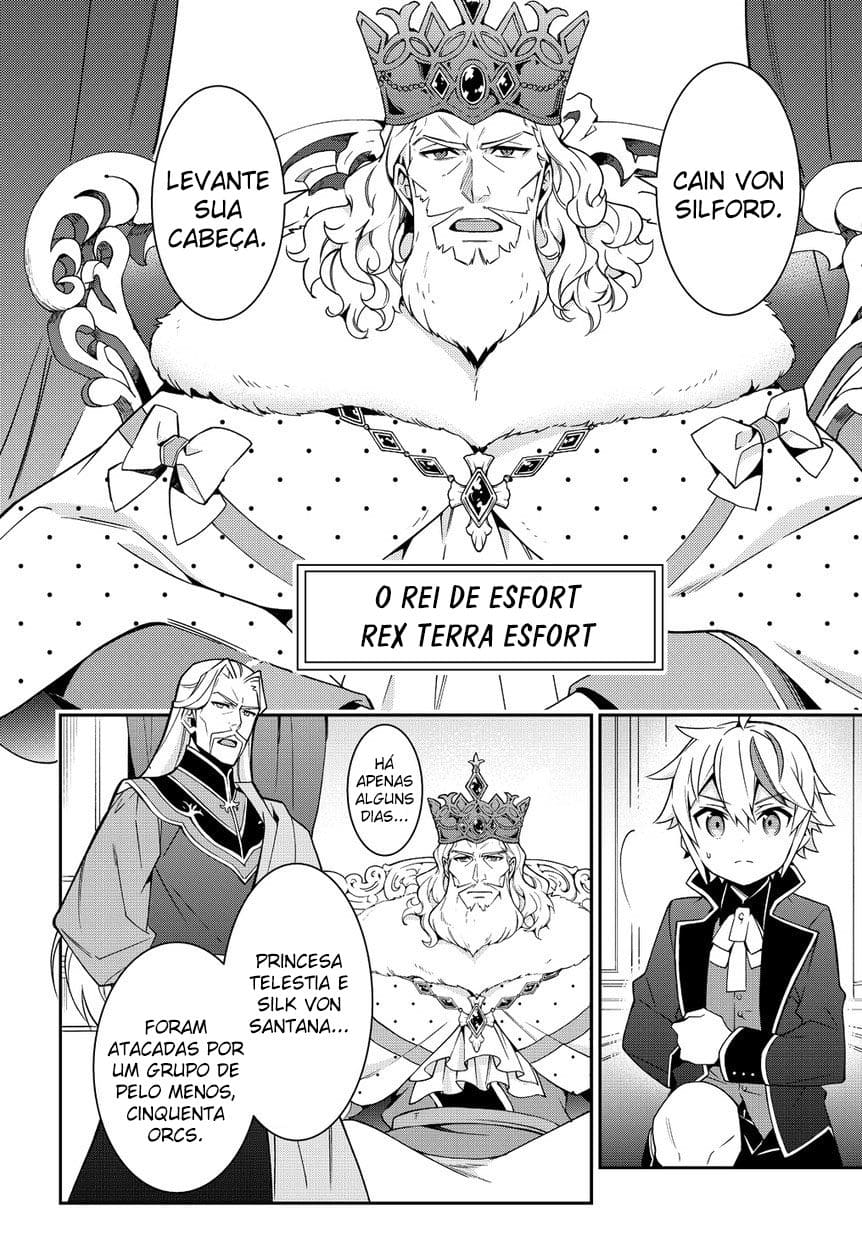 CAIN VON
SILFORD.
LEVANTE
SUA
CABEÇA.
O REI DE ESFORT
REX TERRA ESFORT
HÁ
APENAS
ALGUNS
DIAS...
PRINCESA
TELESTIA E
SILK VON
SANTANA...
FORAM
ATACADAS POR
UM GRUPO DE
PELO MENOS,
CINQUENTA
ORCS.